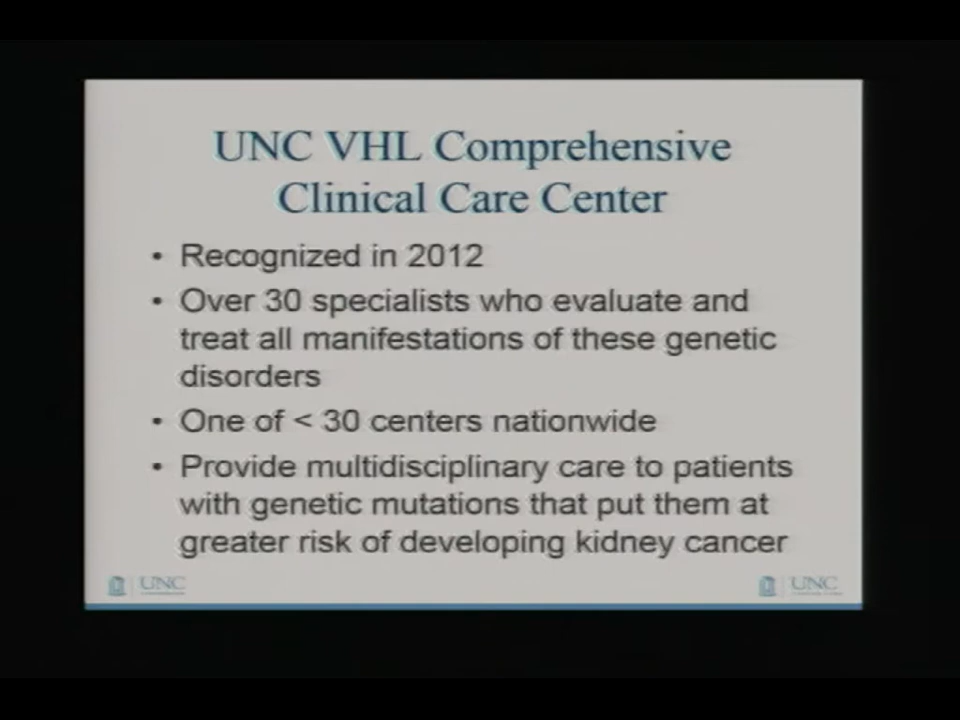 UNC VHL Comprehensive
Clinical Care Center
• Recognized in 2012
• Over 30 specialists who evaluate and
treat all manifestations of these genetic
disorders
• One of < 30 centers nationwide
• Provide multidisciplinary care to patients
with genetic mutations that put them at
greater risk of developing kidney cancer
UNC
UNC